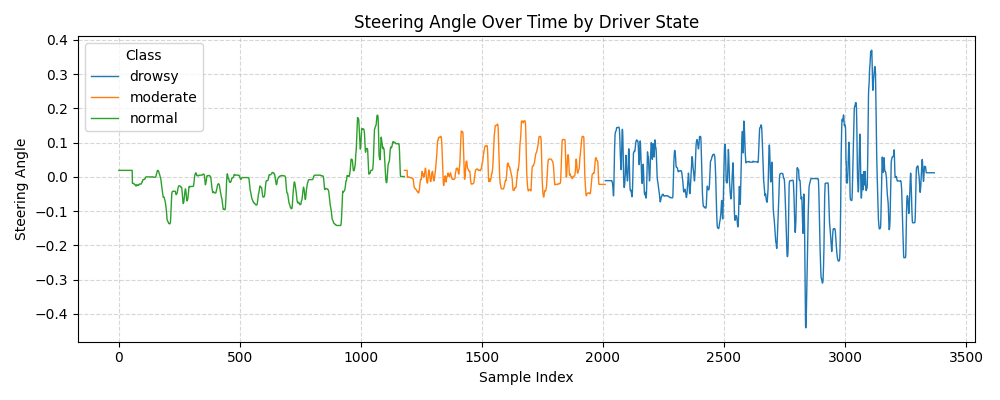 Steering Angle Over Time by Driver State
Steering Angle
0.4
0.3
0.2
0.1
0.0
−0.1
−0.2
−0.3
−0.4
Class
drowsy
moderate
normal
0 500 1000 1500 2000 2500 3000 3500
Sample Index